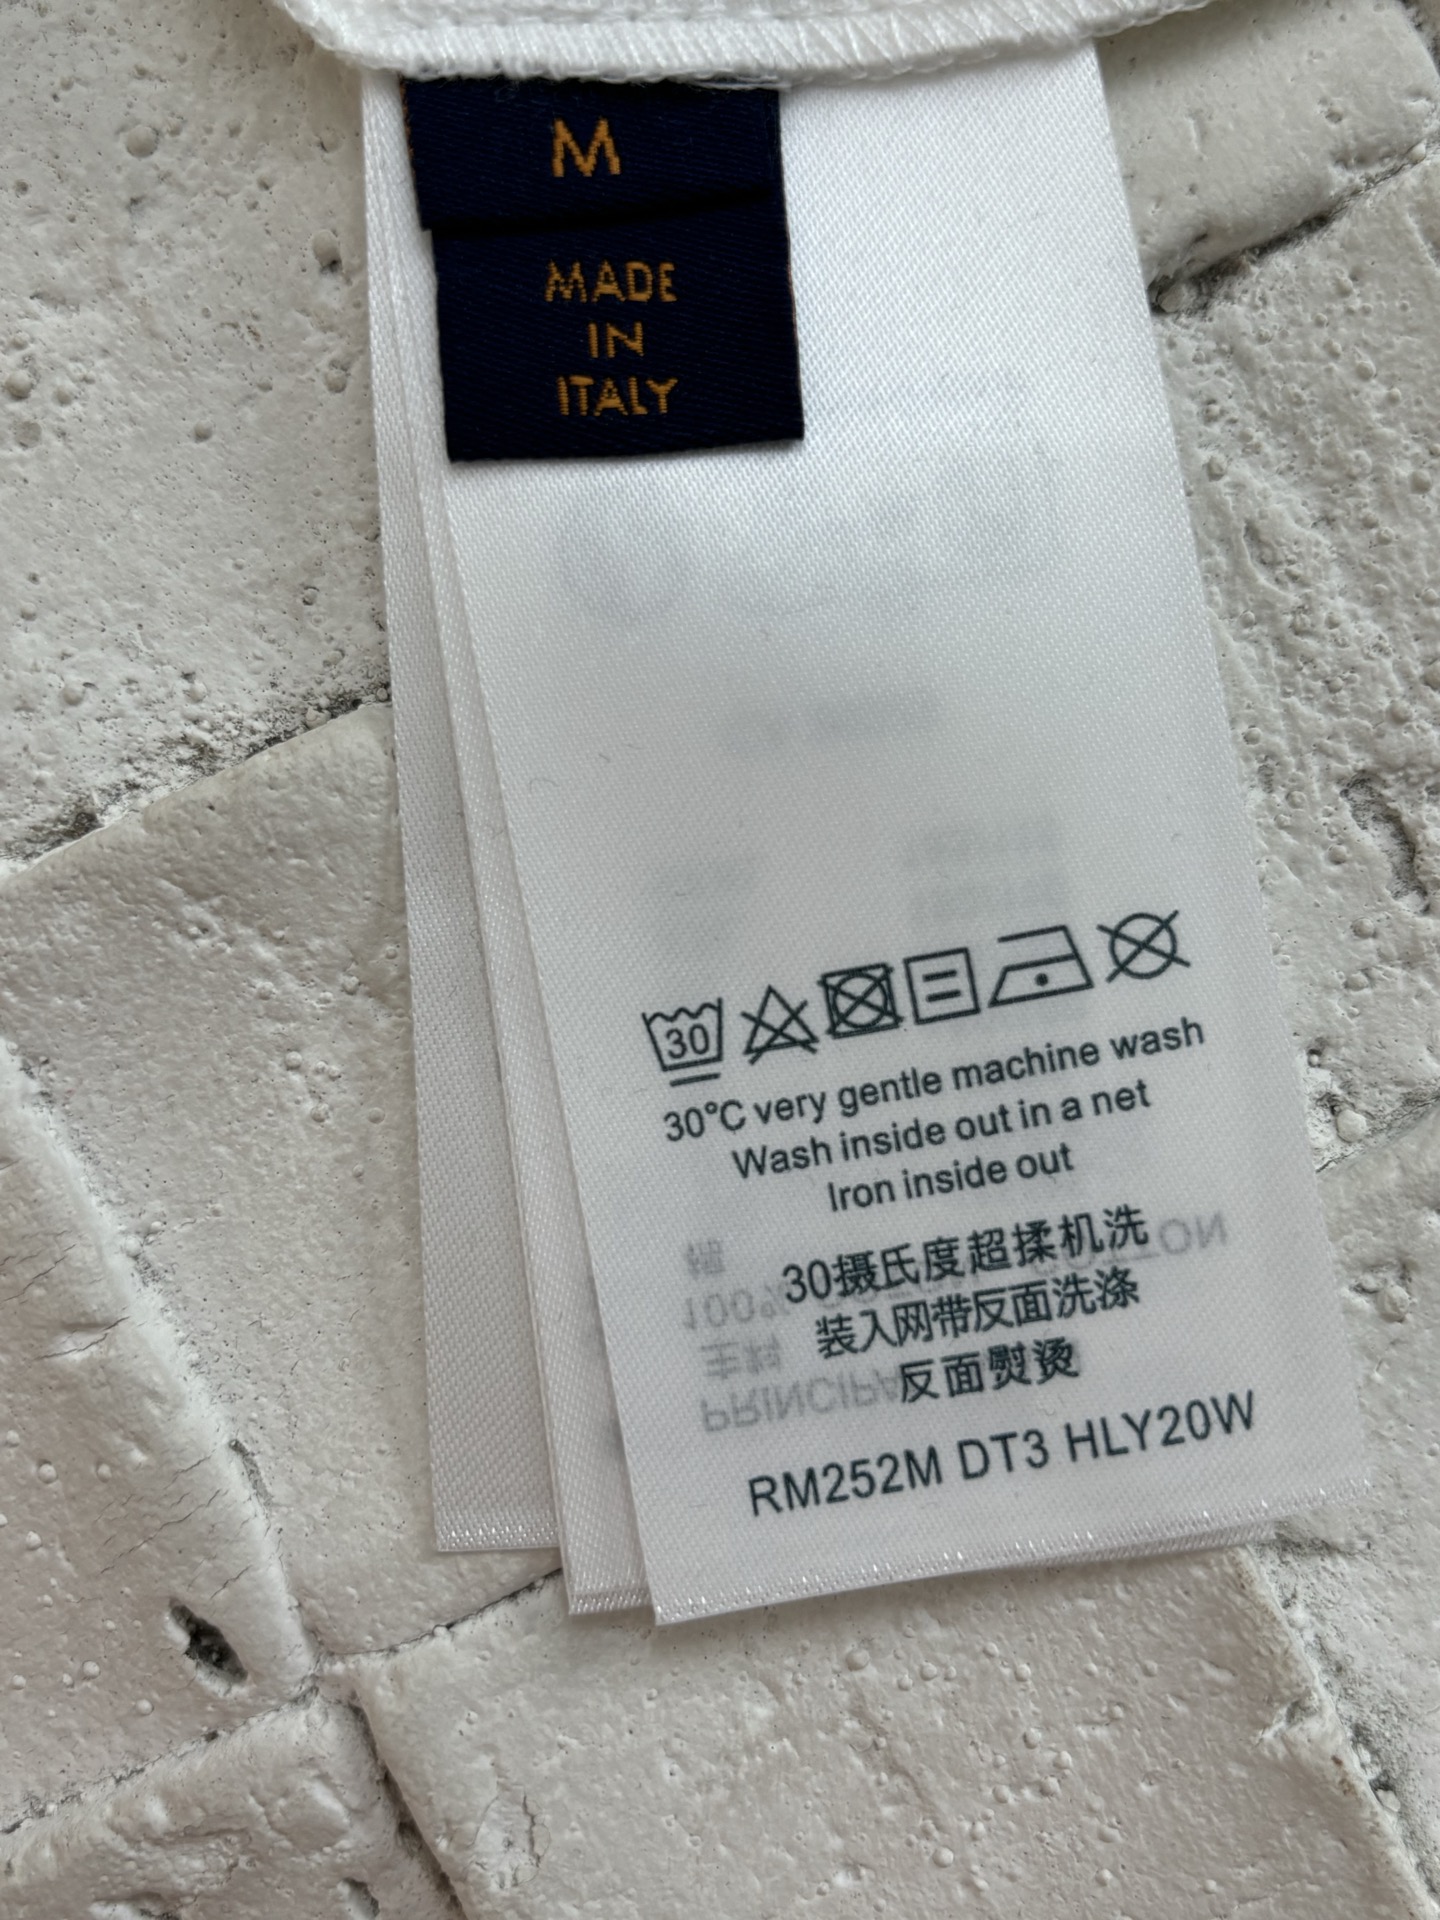 M
MADE
IN
ITALY
30
30°C very gentle machine wash
Wash inside out in a net
Iron inside out
30摄氏度超揉机洗
装入网带反面洗涤
反面熨烫
RM252M DT3 HLY20W